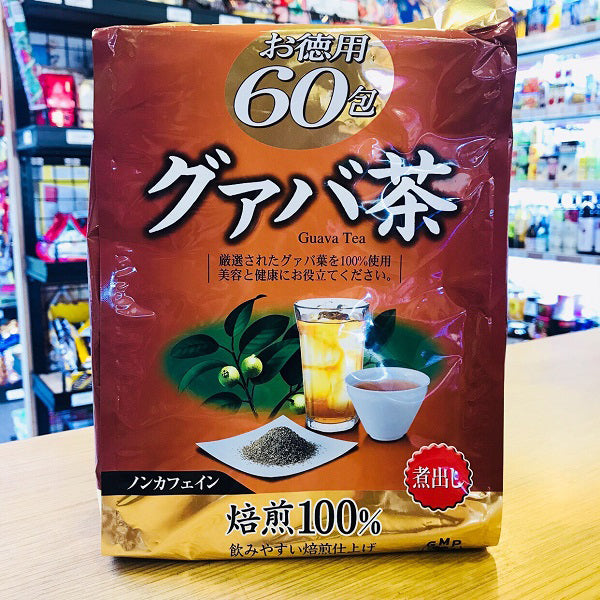 お徳用
60包
グァバ茶
Guava Tea
厳選されたグァバ葉を100%使用
美容と健康にお役立てください。
ノンカフェイン
煮出し
焙煎100%
飲みやすい焙煎仕上げ
GMP